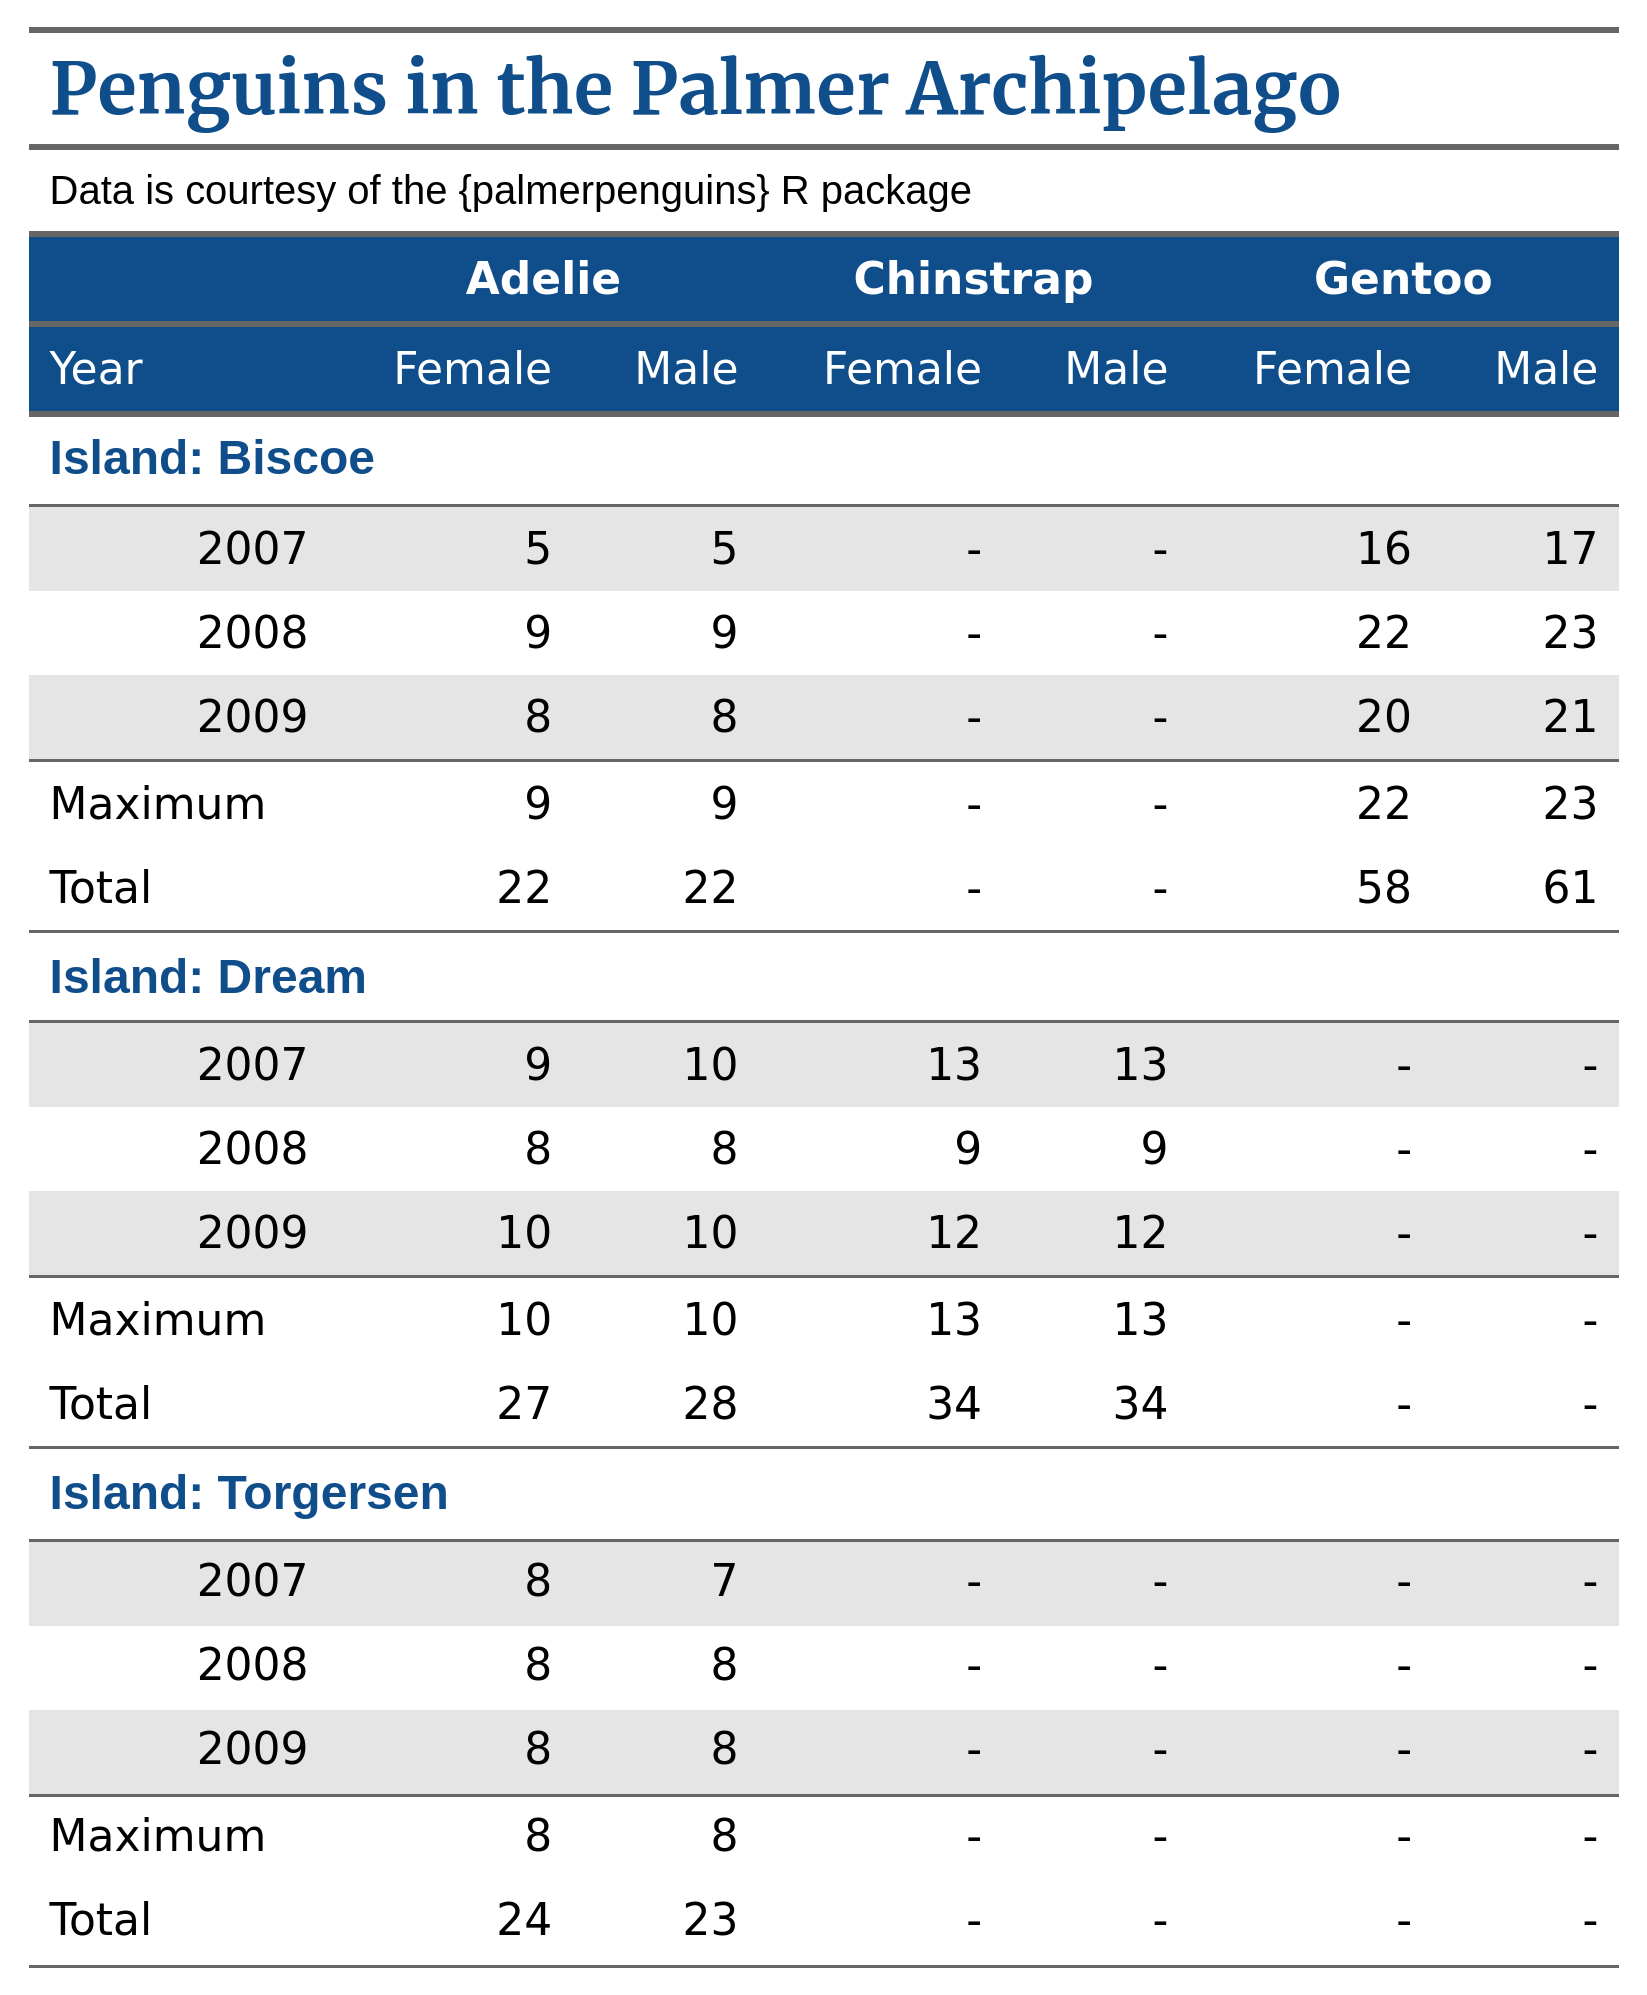 Penguins in the Palmer Archipelago
Data is courtesy of the {palmerpenguins} R package
Adelie Chinstrap Gentoo
Year Female Male Female Male Female Male
Island: Biscoe
2007 5 5 - - 16 17
2008 9 9 - - 22 23
2009 8 8 - - 20 21
Maximum 9 9 - - 22 23
Total 22 22 - - 58 61
Island: Dream
2007 9 10 13 13 - -
2008 8 8 9 9 - -
2009 10 10 12 12 - -
Maximum 10 10 13 13 - -
Total 27 28 34 34 - -
Island: Torgersen
2007 8 7 - - - -
2008 8 8 - - - -
2009 8 8 - - - -
Maximum 8 8 - - - -
Total 24 23 - - - -